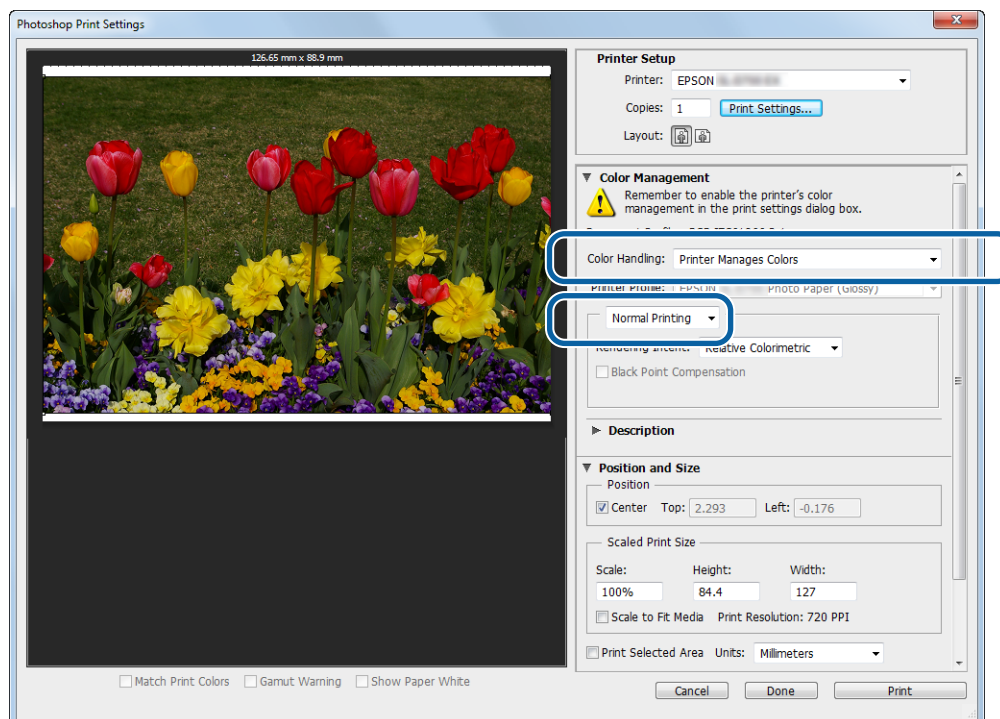 Photoshop Print Settings
126.65 mm x 88.9 mm
Printer Setup
Printer: EPSON
Copies: 1 Print Settings...
Layout:
Color Management
Remember to enable the printer's color
management in the print settings dialog box.
Color Handling: Printer Manages Colors
Printer Profile: EPSON Photo Paper (Glossy)
Normal Printing
Rendering Intent: Relative Colorimetric
Black Point Compensation
Description
Position and Size
Position
Center Top: 2.293 Left: -0.176
Scaled Print Size
Scale: Height: Width:
100% 84.4 127
Scale to Fit Media Print Resolution: 720 PPI
Print Selected Area Units: Millimeters
Match Print Colors Gamut Warning Show Paper White
Cancel Done Print